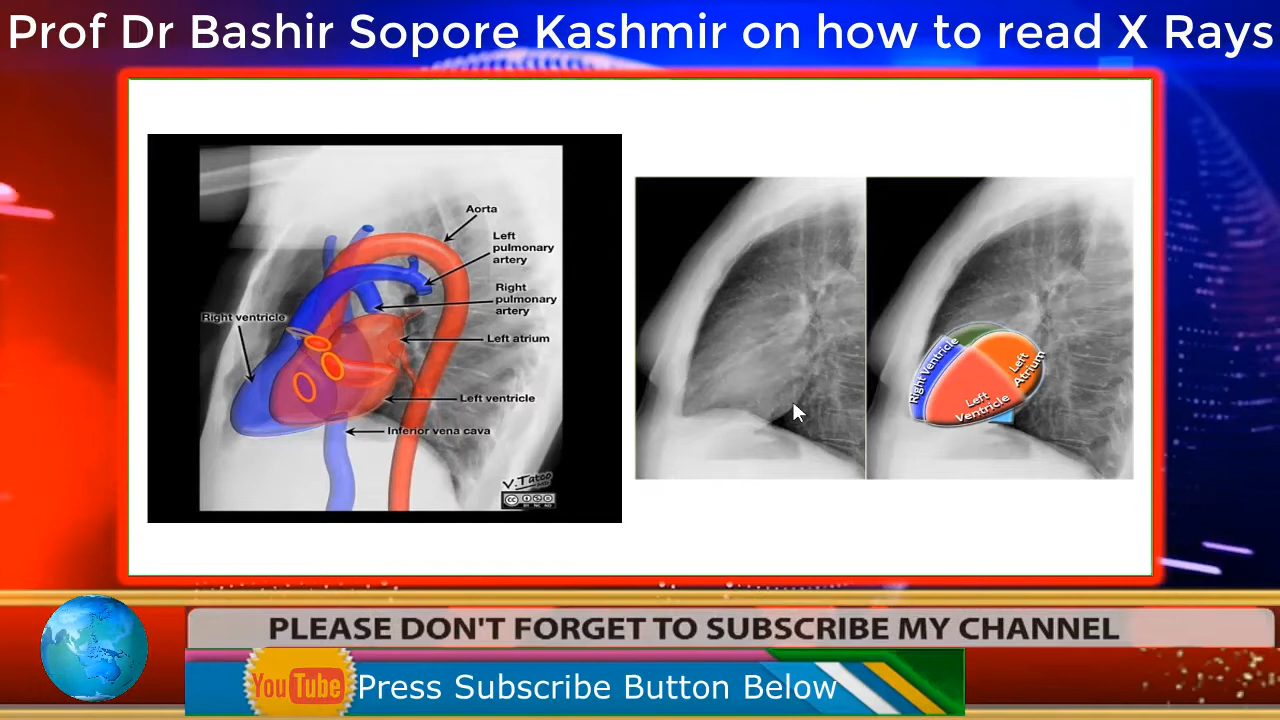 Prof Dr Bashir Sopore Kashmir on how to read X Rays
Aorta
Left
pulmonary
artery
Right
pulmonary
artery
Right ventricle
Left atrium
Left ventricle
Inferior vena cava
V. Tatco
Right Ventricle
Left
Atrium
Left
Ventricle
PLEASE DON'T FORGET TO SUBSCRIBE MY CHANNEL
YouTube
Press Subscribe Button Below